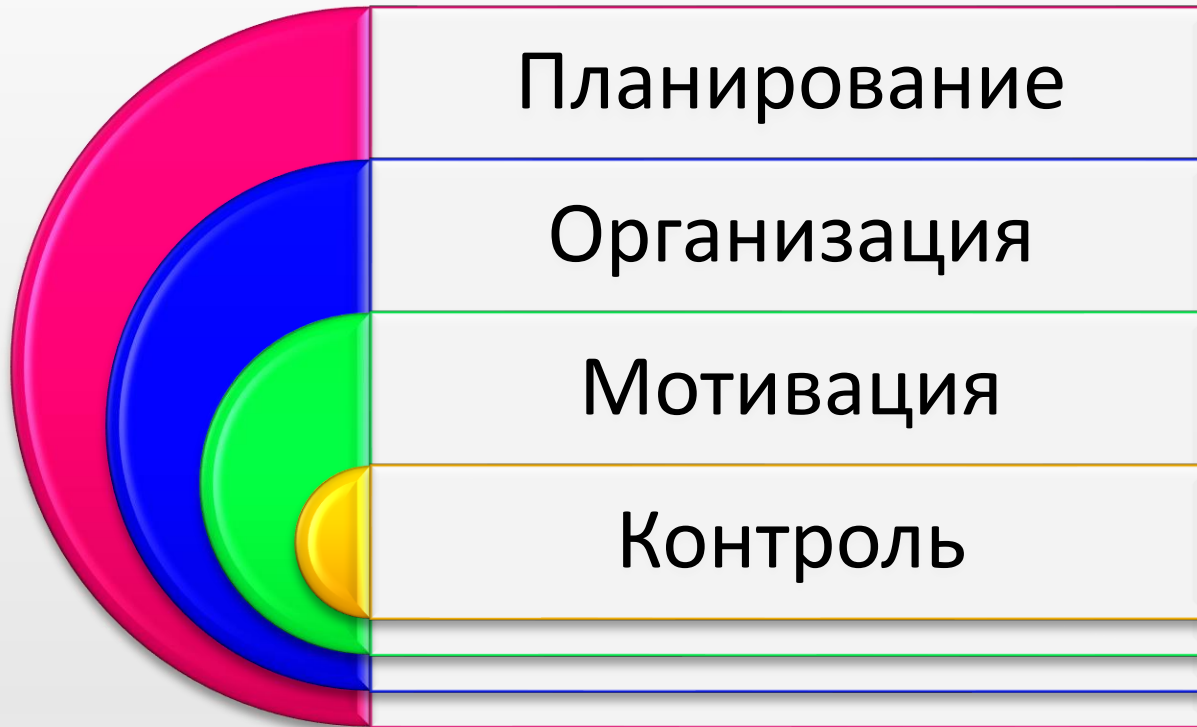 Планирование
Организация
Мотивация
Контроль